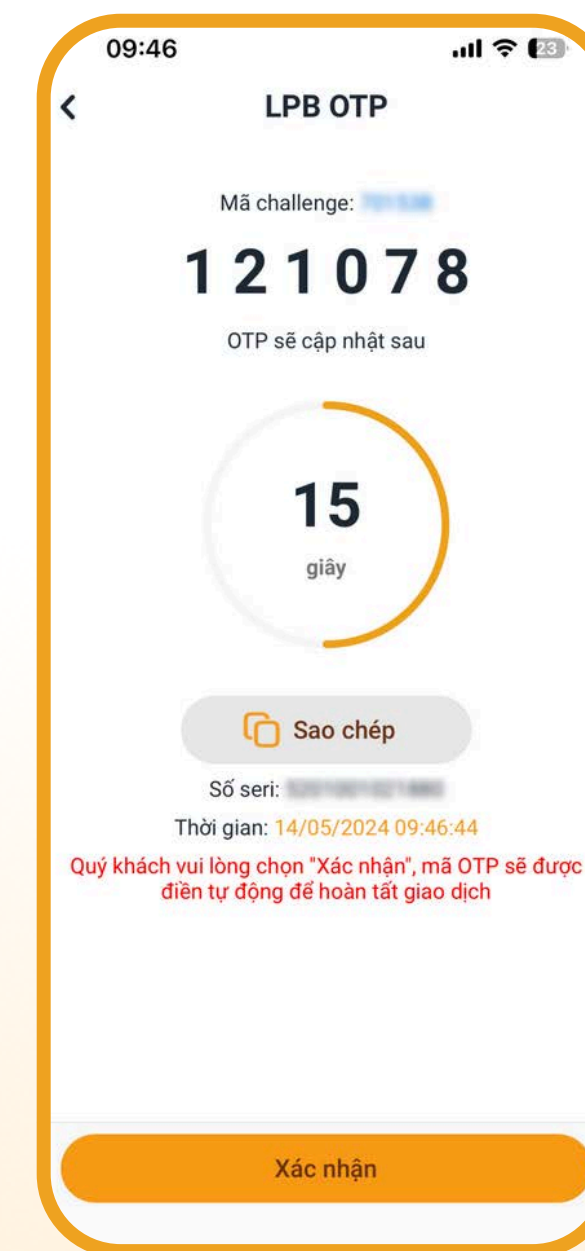 09:46
23
LPB OTP
Mã challenge:
121078
OTP sẽ cập nhật sau
15
giây
Sao chép
Số seri:
Thời gian: 14/05/2024 09:46:44
Quý khách vui lòng chọn "Xác nhận", mã OTP sẽ được
điền tự động để hoàn tất giao dịch
Xác nhận